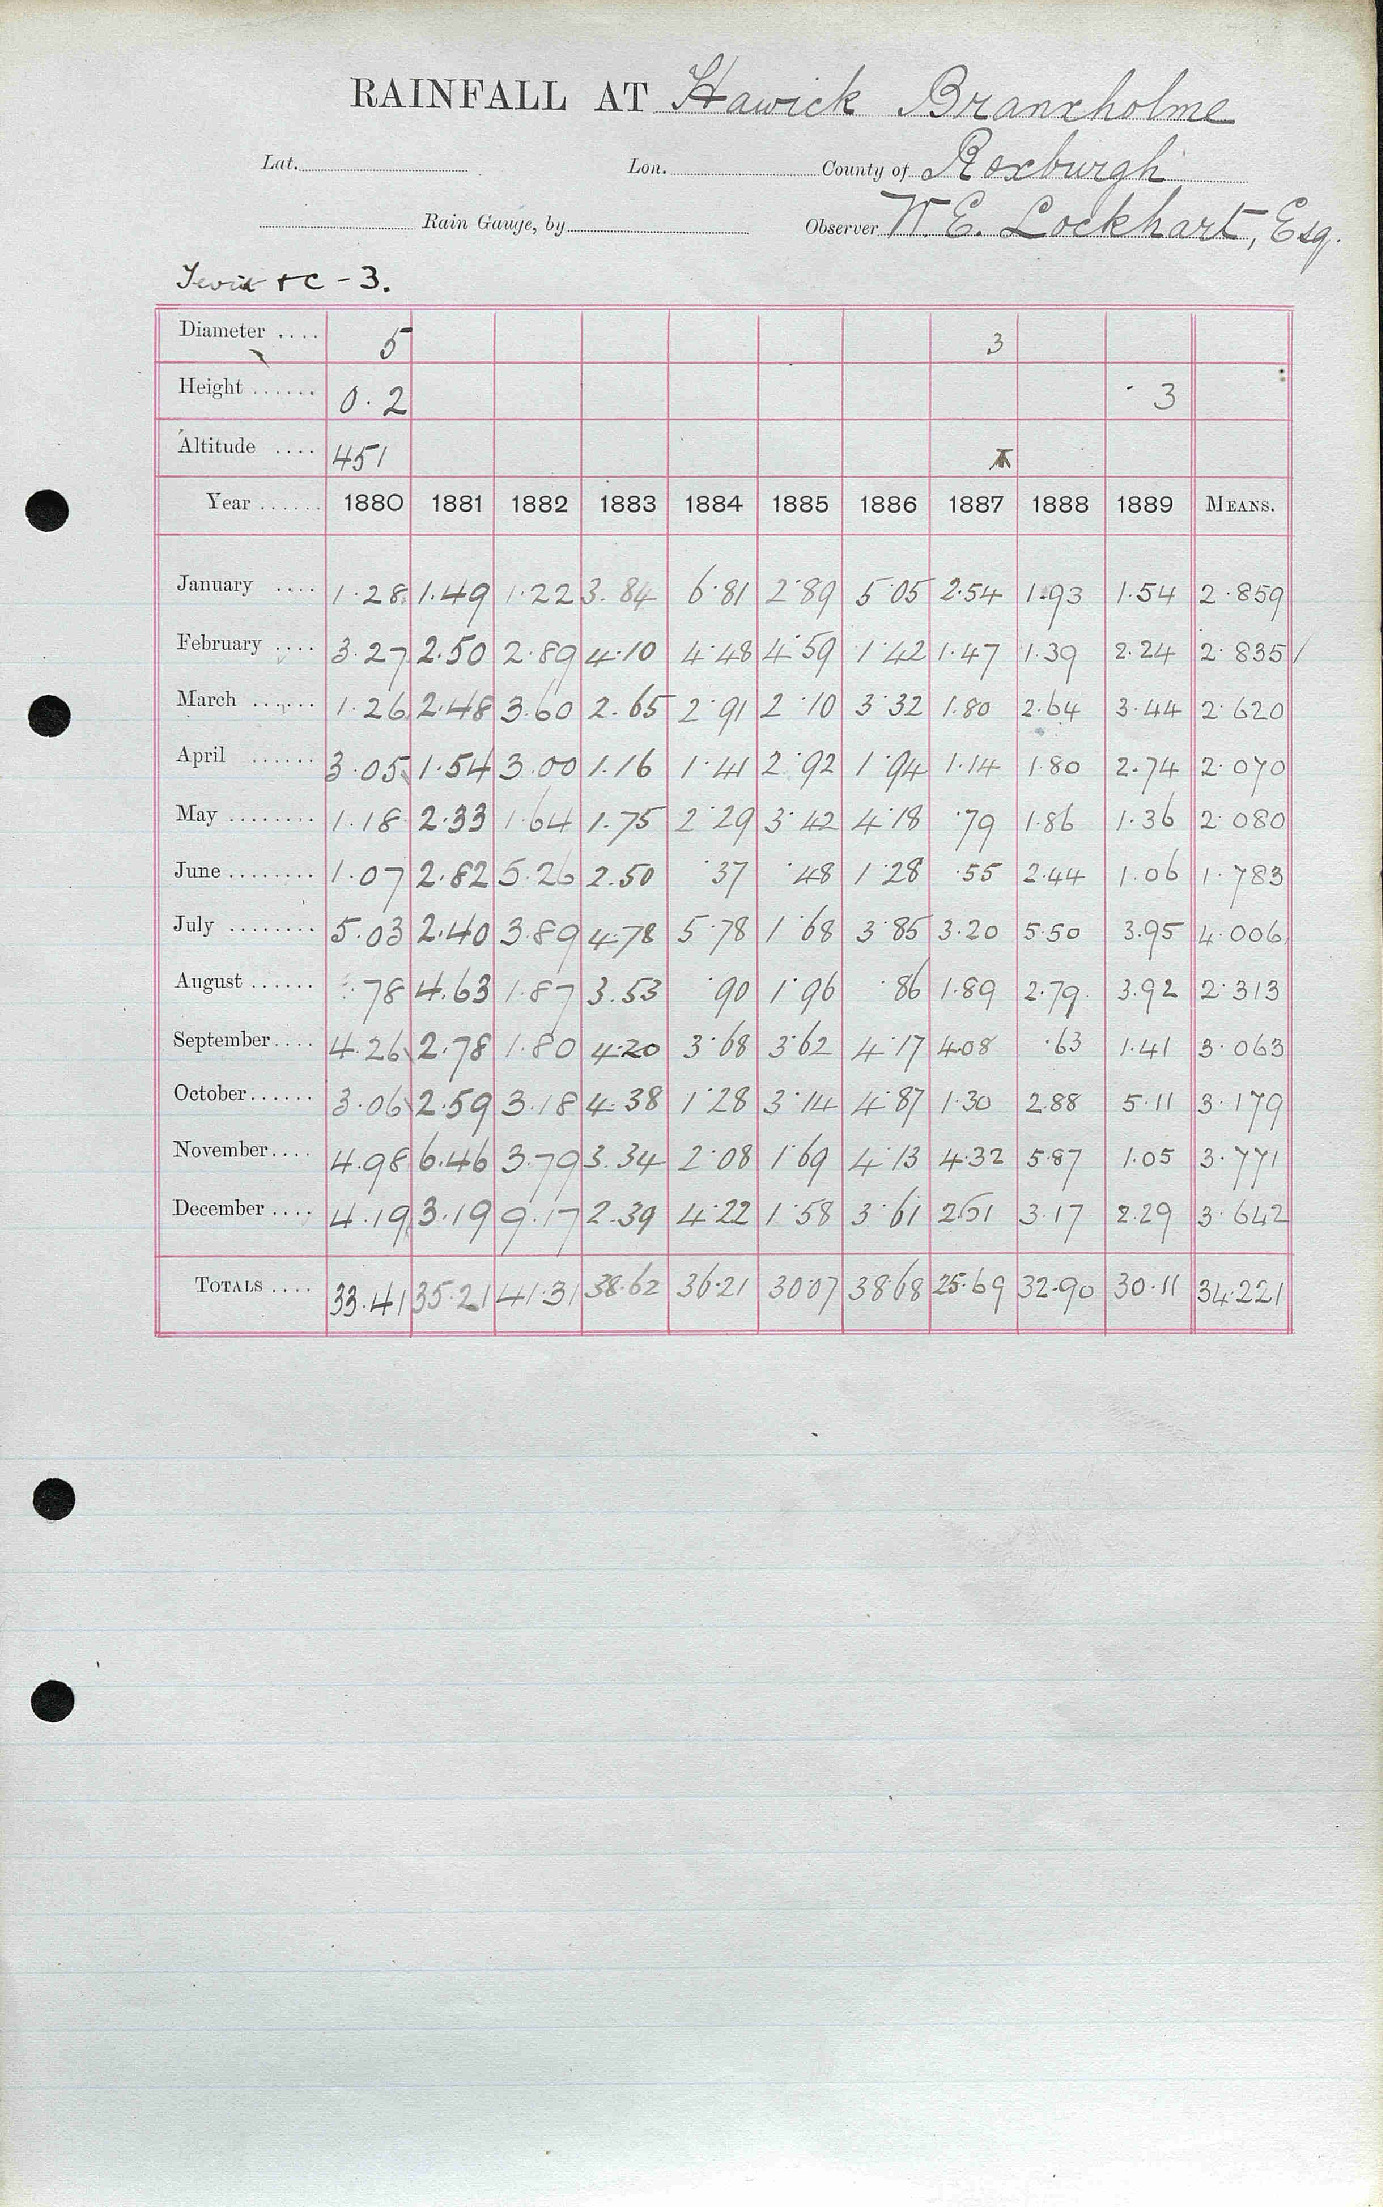 RAINFALL AT Hawick Branxholme
Lat. Lon. County of Roxburgh
Rain Gauge, by Observer W. E. Lockhart, Esq.
+C - 3.
Diameter .... 5 3
Height ...... 0.2 3
Altitude .... 451
Year ...... 1880 1881 1882 1883 1884 1885 1886 1887 1888 1889 MEANS.
January .... 1.28 1.49 1.22 3.84 6.81 2.89 5.05 2.54 1.93 1.54 2.859
February .... 3.27 2.50 2.89 4.10 4.48 4.59 1.42 1.47 1.39 2.24 2.835
March ...... 1.26 2.48 3.60 2.65 2.91 2.10 3.32 1.80 2.64 3.44 2.620
April ...... 3.05 1.54 3.00 1.16 1.41 2.92 1.94 1.14 1.80 2.74 2.070
May ........ 1.18 2.33 1.64 1.75 2.29 3.42 4.18 .79 1.86 1.36 2.080
June ........ 1.07 2.82 5.26 2.50 .37 .48 1.28 .55 2.44 1.06 1.783
July ........ 5.03 2.40 3.89 4.78 5.78 1.68 3.85 3.20 5.50 3.95 4.006
August ...... .78 4.63 1.87 3.53 .90 1.96 .86 1.89 2.79 3.92 2.313
September .... 4.26 2.78 1.80 4.20 3.68 3.62 4.17 4.08 .63 1.41 3.063
October ...... 3.06 2.59 3.18 4.38 1.28 3.14 4.87 1.30 2.88 5.11 3.179
November .... 4.98 6.46 3.79 3.34 2.08 1.69 4.13 4.32 5.87 1.05 3.771
December .... 4.19 3.19 9.17 2.39 4.22 1.58 3.61 2.61 3.17 2.29 3.642
TOTALS .... 33.41 35.21 41.31 38.62 36.21 30.07 38.68 25.69 32.90 30.11 34.221